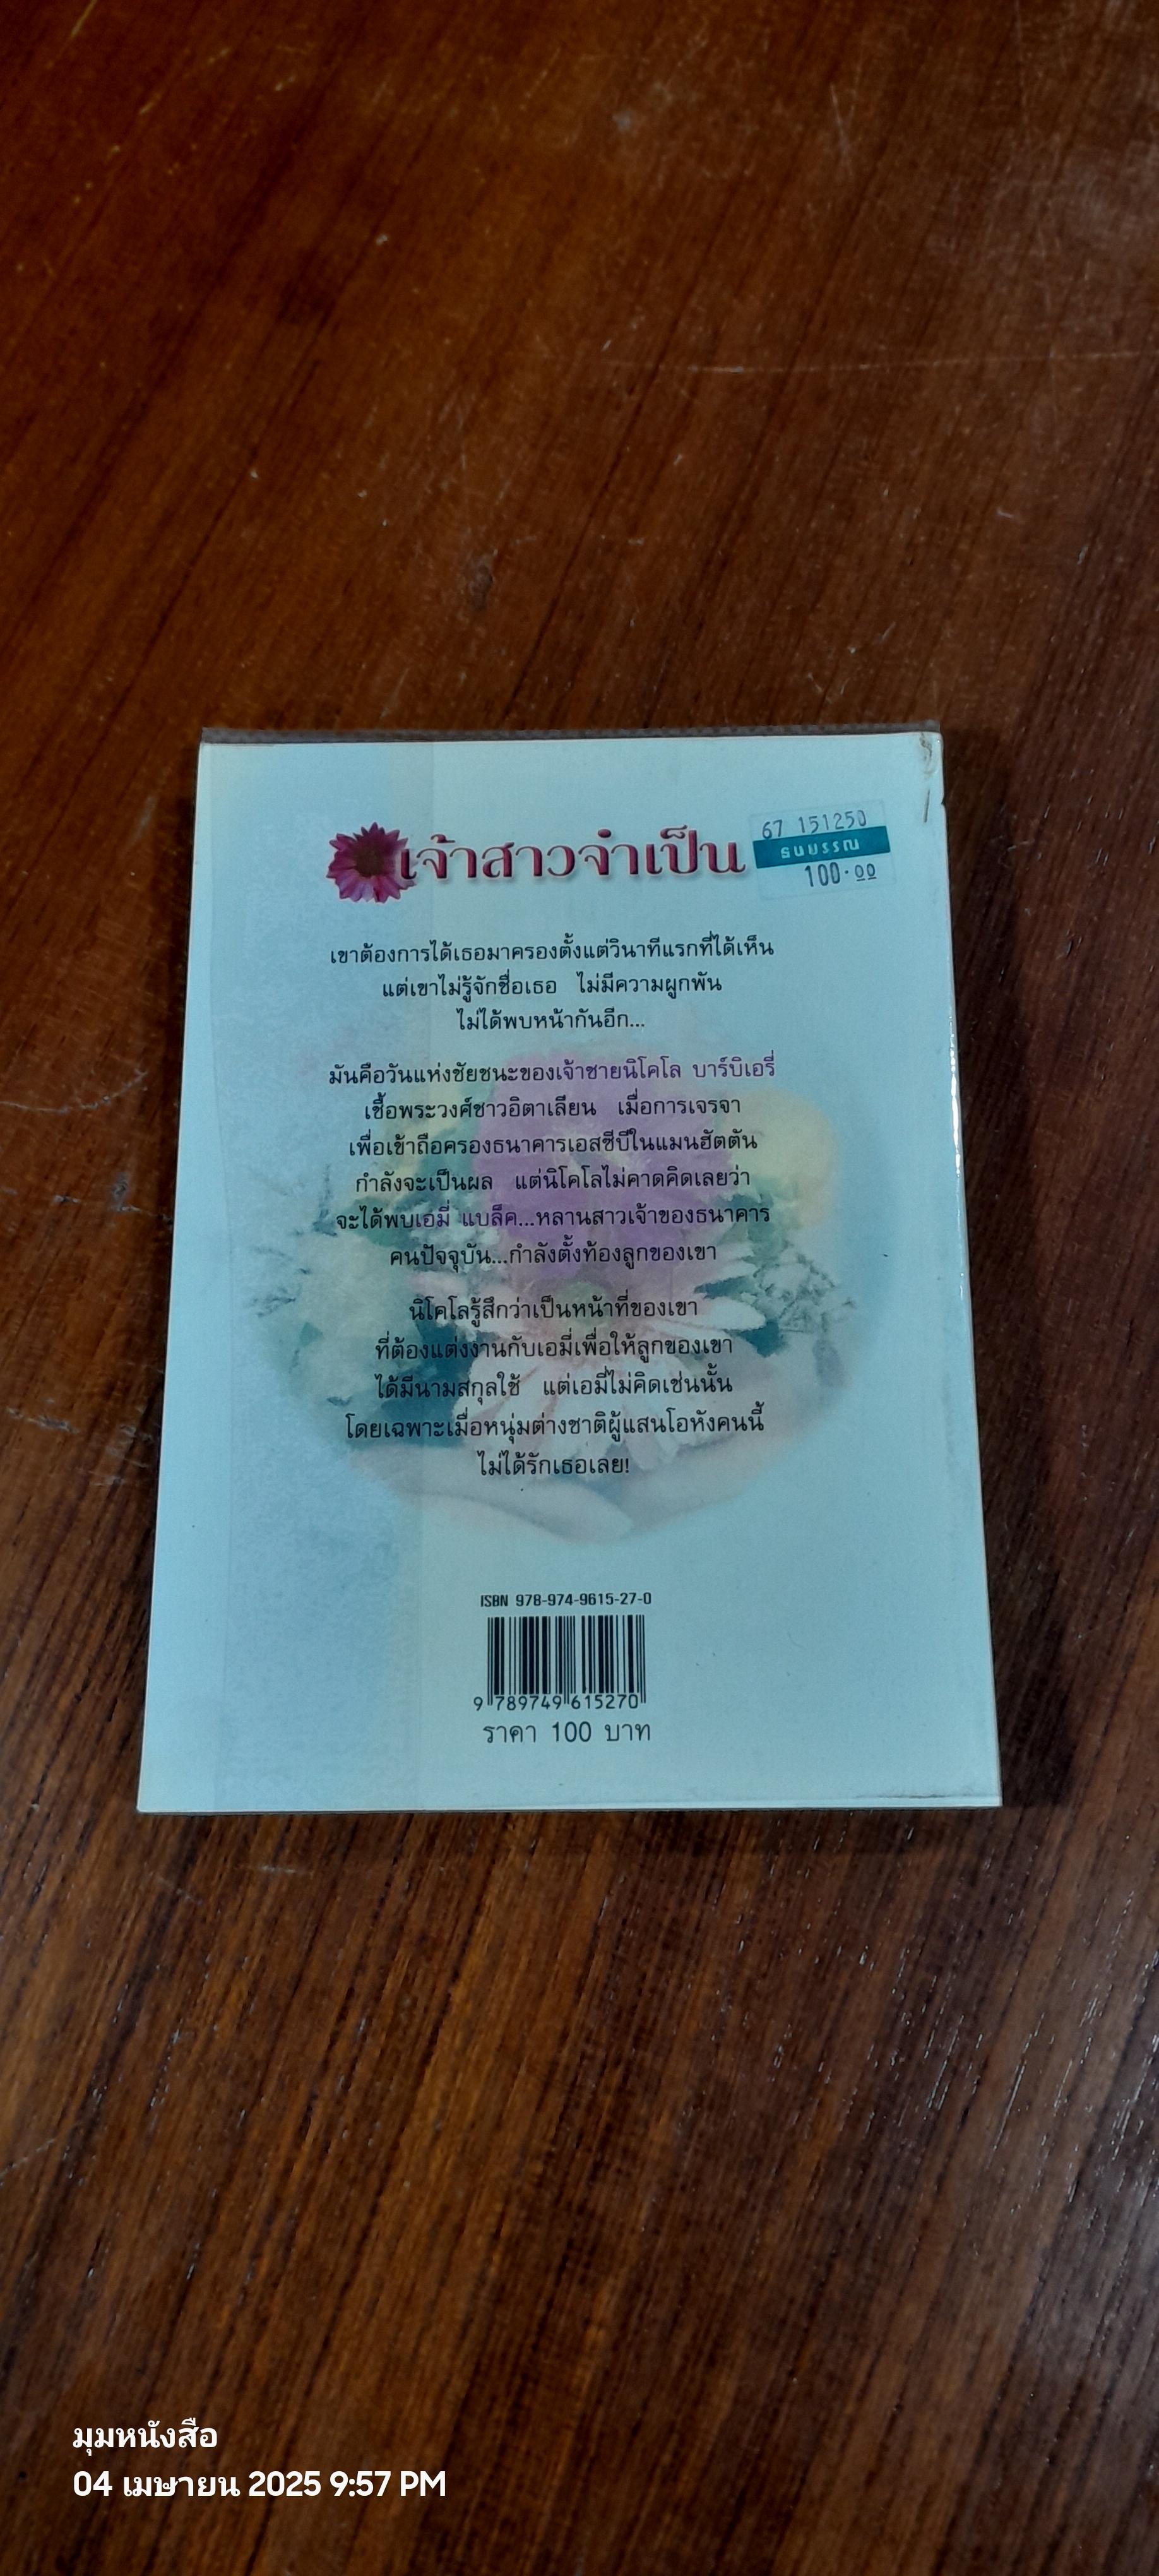 เจ้าสาวจำเป็น
67 151250
ธนบรรณ
100.00
เขาต้องการได้เธอมาครองตั้งแต่วินาทีแรกที่ได้เห็น
แต่เขาไม่รู้จักชื่อเธอ ไม่มีความผูกพัน
ไม่ได้พบหน้ากันอีก...
มันคือวันแห่งชัยชนะของเจ้าชายนิโคโล บาร์บิเอรี่
เชื้อพระวงศ์ชาวอิตาเลียน เมื่อการเจรจา
เพื่อเข้าถือครองธนาคารเอสซีบีในแมนฮัตตัน
กำลังจะเป็นผล แต่นิโคโลไม่คาดคิดเลยว่า
จะได้พบเอมี่ แบล็ค...หลานสาวเจ้าของธนาคาร
คนปัจจุบัน...กำลังตั้งท้องลูกของเขา
นิโคโลรู้สึกว่าเป็นหน้าที่ของเขา
ที่ต้องแต่งงานกับเอมี่เพื่อให้ลูกของเขา
ได้มีนามสกุลใช้ แต่เอมี่ไม่คิดเช่นนั้น
โดยเฉพาะเมื่อหนุ่มต่างชาติผู้แสนโอหังคนนี้
ไม่ได้รักเธอเลย!
ISBN 978-974-9615-27-0
9 789749 615270
ราคา 100 บาท
มุมหนังสือ
04 เมษายน 2025 9:57 PM